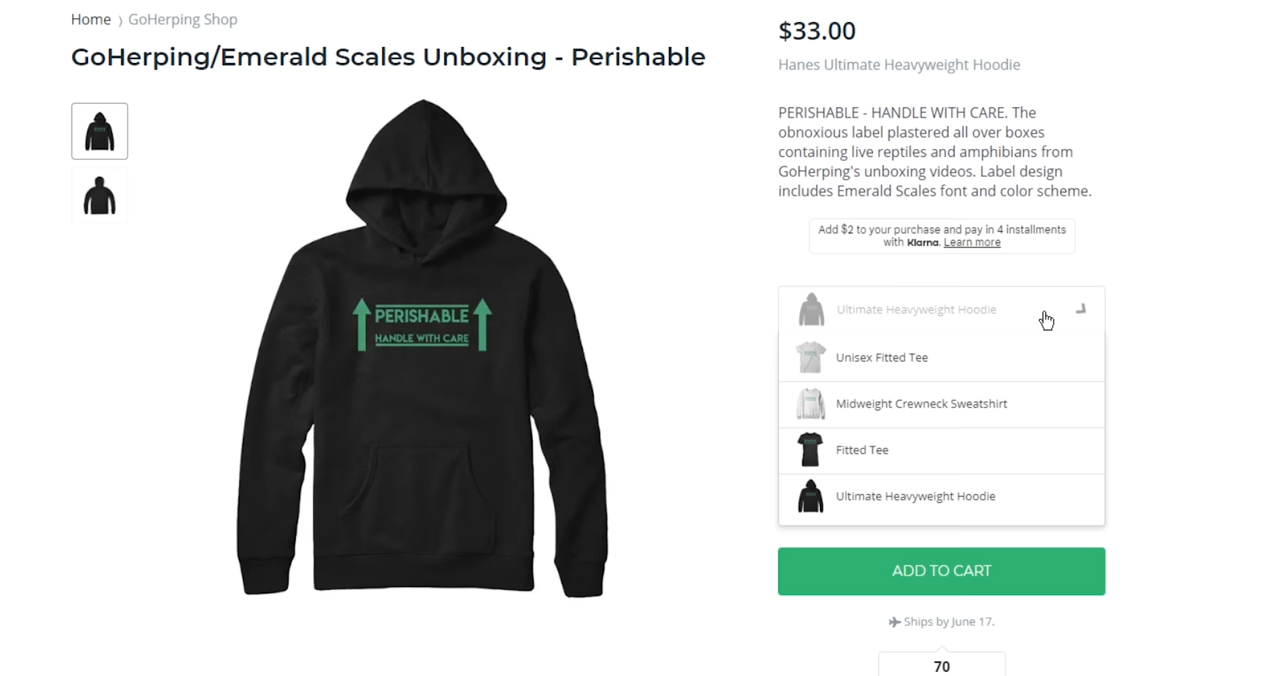 Home ⟩ GoHerping Shop
GoHerping/Emerald Scales Unboxing - Perishable
PERISHABLE
HANDLE WITH CARE
$33.00
Hanes Ultimate Heavyweight Hoodie
PERISHABLE - HANDLE WITH CARE. The
obnoxious label plastered all over boxes
containing live reptiles and amphibians from
GoHerping's unboxing videos. Label design
includes Emerald Scales font and color scheme.
Add $2 to your purchase and pay in 4 installments
with Klarna. Learn more
Ultimate Heavyweight Hoodie
Unisex Fitted Tee
Midweight Crewneck Sweatshirt
Fitted Tee
Ultimate Heavyweight Hoodie
ADD TO CART
Ships by June 17.
70